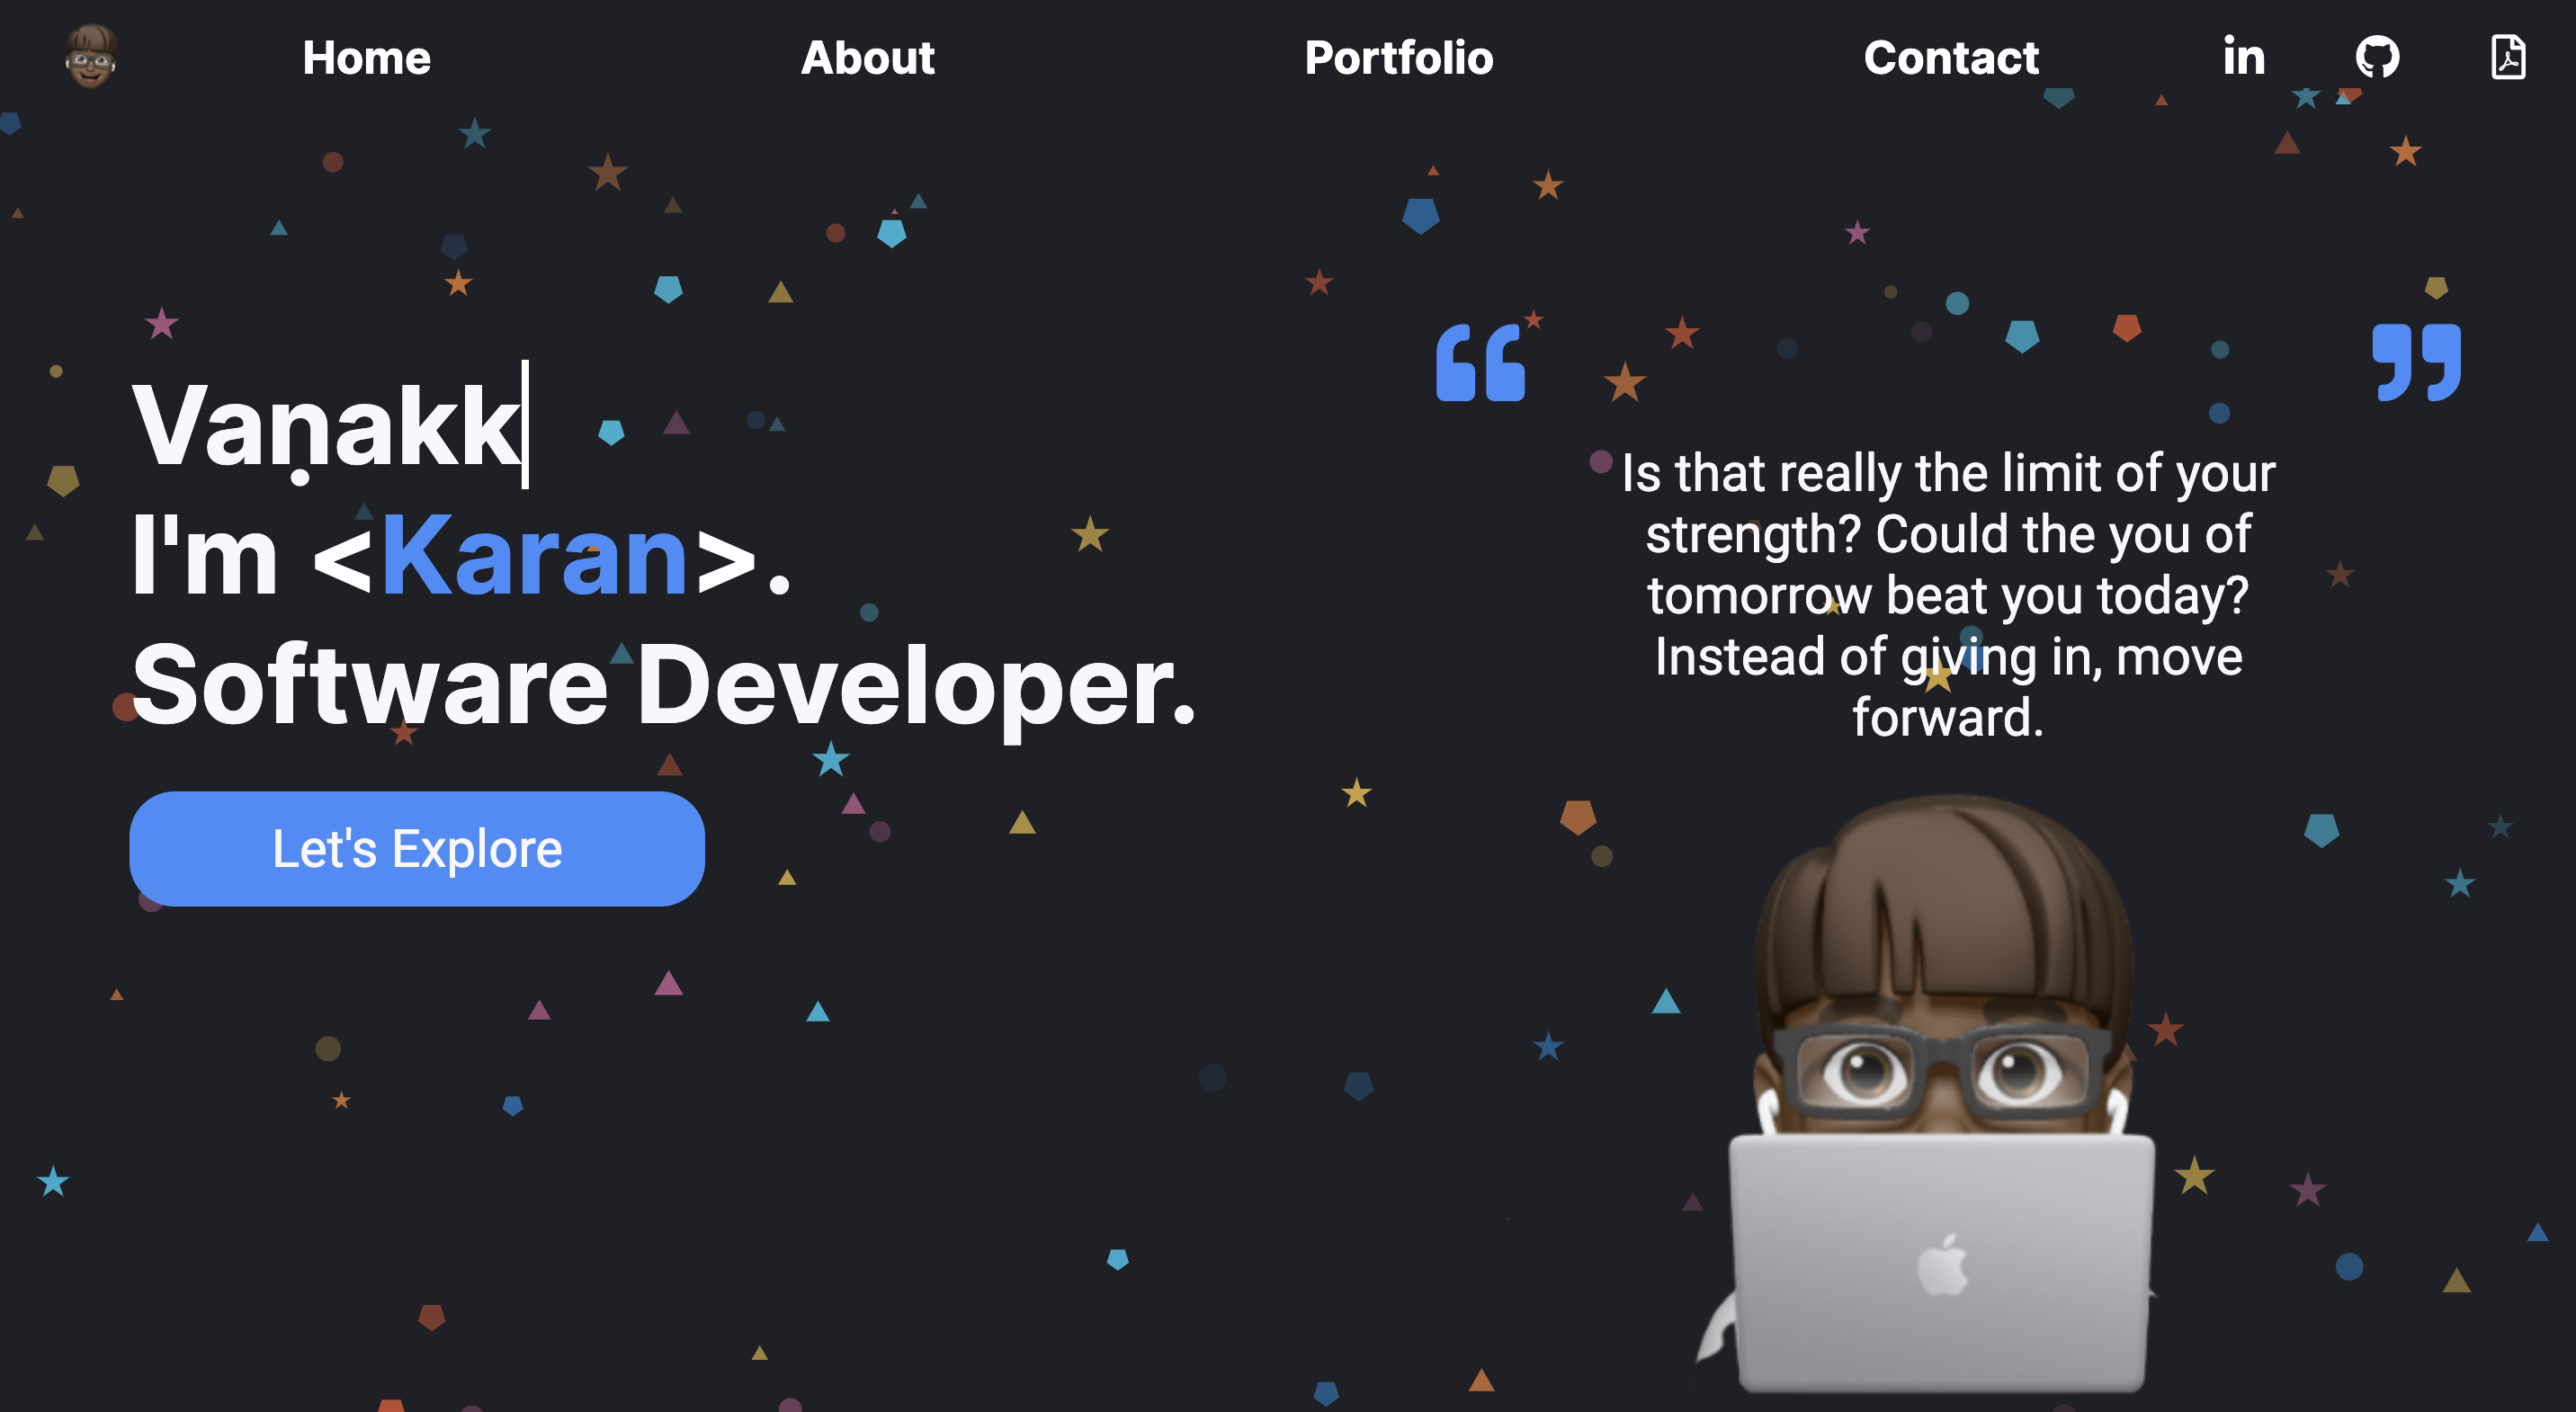 Home About Portfolio Contact in
Vaṇakk
I'm <Karan>.
Software Developer.
Let's Explore
“ ”
Is that really the limit of your
strength? Could the you of
tomorrow beat you today?
Instead of giving in, move
forward.